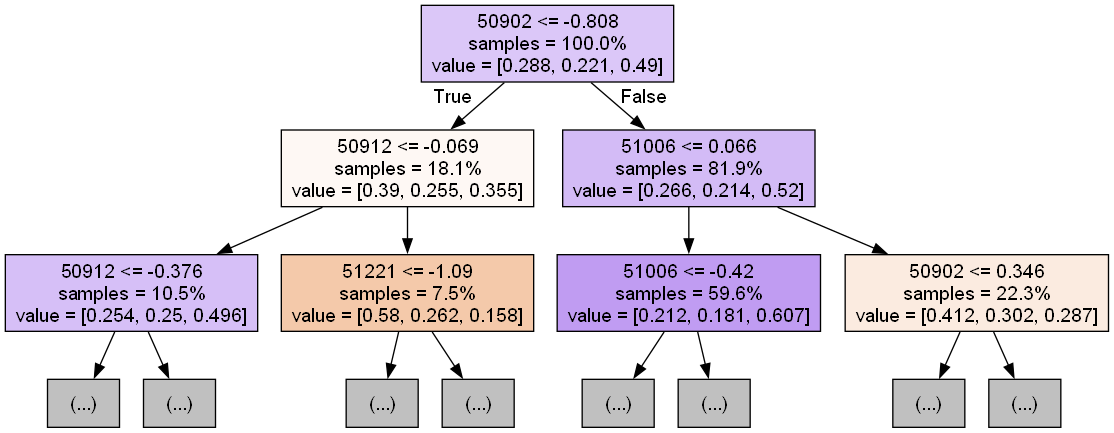 50902 <= -0.808
samples = 100.0%
value = [0.288, 0.221, 0.49]
True
False
50912 <= -0.069
samples = 18.1%
value = [0.39, 0.255, 0.355]
51006 <= 0.066
samples = 81.9%
value = [0.266, 0.214, 0.52]
50912 <= -0.376
samples = 10.5%
value = [0.254, 0.25, 0.496]
51221 <= -1.09
samples = 7.5%
value = [0.58, 0.262, 0.158]
51006 <= -0.42
samples = 59.6%
value = [0.212, 0.181, 0.607]
50902 <= 0.346
samples = 22.3%
value = [0.412, 0.302, 0.287]
(...)
(...)
(...)
(...)
(...)
(...)
(...)
(...)